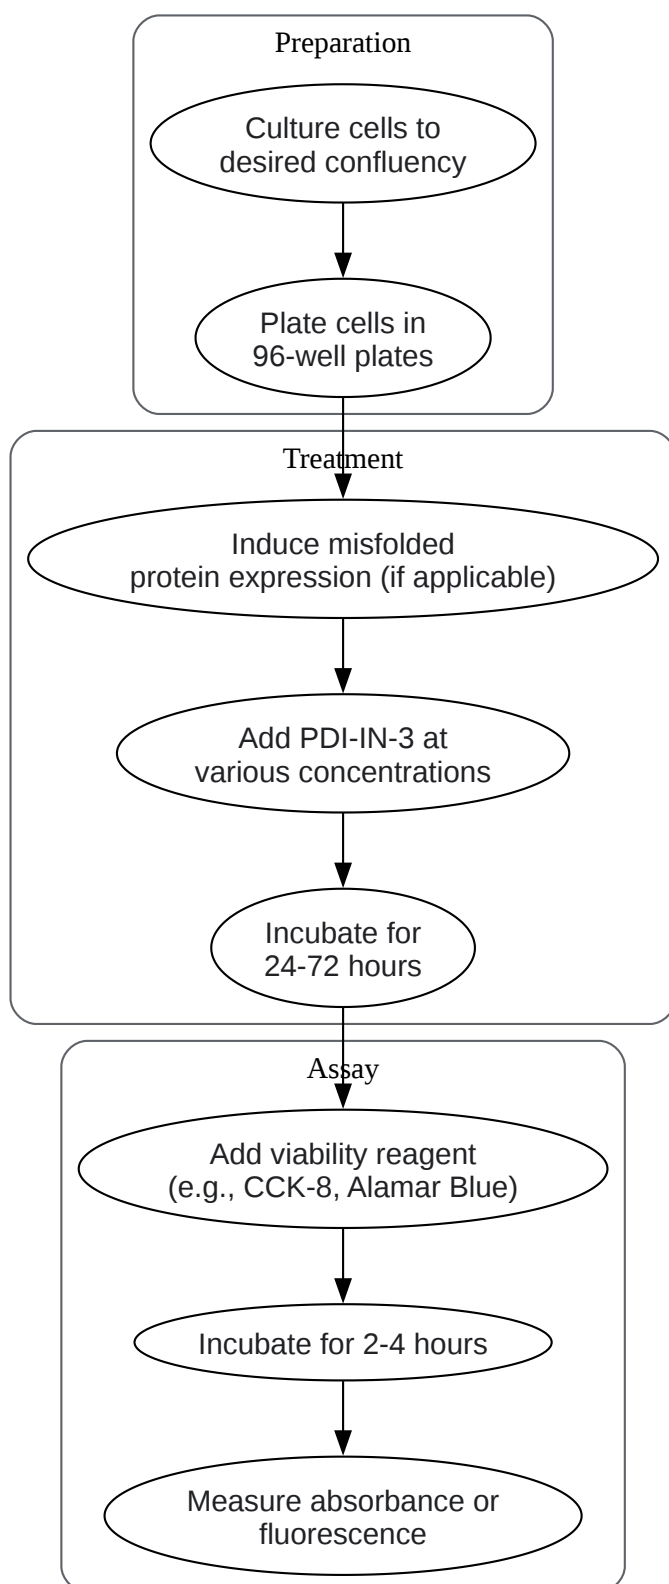 Preparation
Culture cells to
desired confluency
Plate cells in
96-well plates
Treatment
Induce misfolded
protein expression (if applicable)
Add PDI-IN-3 at
various concentrations
Incubate for
24-72 hours
Assay
Add viability reagent
(e.g., CCK-8, Alamar Blue)
Incubate for 2-4 hours
Measure absorbance or
fluorescence